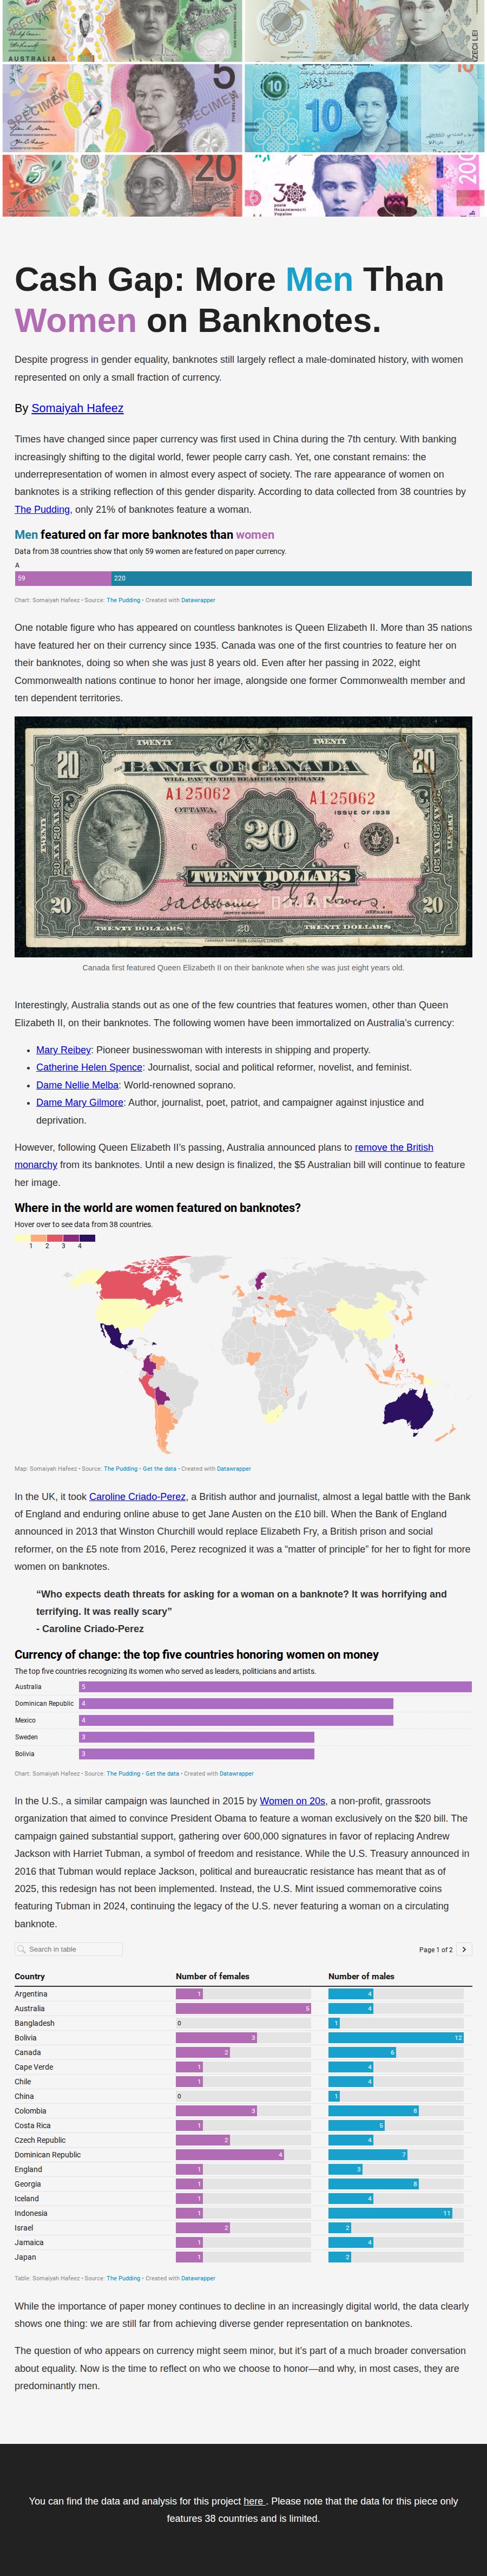 SPECIMEN
AUSTRALIA
ZECI LEI
5
SPECIMEN
SPECIMEN
10
10
10
20
SPECIMEN
30
років
Незалежності
України
200
Cash Gap: More Men Than
Women on Banknotes.
Despite progress in gender equality, banknotes still largely reflect a male-dominated history, with women
represented on only a small fraction of currency.
By Somaiyah Hafeez
Times have changed since paper currency was first used in China during the 7th century. With banking
increasingly shifting to the digital world, fewer people carry cash. Yet, one constant remains: the
underrepresentation of women in almost every aspect of society. The rare appearance of women on
banknotes is a striking reflection of this gender disparity. According to data collected from 38 countries by
The Pudding, only 21% of banknotes feature a woman.
Men featured on far more banknotes than women
Data from 38 countries show that only 59 women are featured on paper currency.
A
59 220
Chart: Somaiyah Hafeez • Source: The Pudding • Created with Datawrapper
One notable figure who has appeared on countless banknotes is Queen Elizabeth II. More than 35 nations
have featured her on their currency since 1935. Canada was one of the first countries to feature her on
their banknotes, doing so when she was just 8 years old. Even after her passing in 2022, eight
Commonwealth nations continue to honor her image, alongside one former Commonwealth member and
ten dependent territories.
TWENTY TWENTY
20 THE BANK OF CANADA 20
WILL PAY TO THE BEARER ON DEMAND
A125062 A125062
OTTAWA, ISSUE OF 1935
C 20 C 1
TWENTY DOLLARS
20 20
TWENTY DOLLARS 20 TWENTY DOLLARS
Canada first featured Queen Elizabeth II on their banknote when she was just eight years old.
Interestingly, Australia stands out as one of the few countries that features women, other than Queen
Elizabeth II, on their banknotes. The following women have been immortalized on Australia's currency:
• Mary Reibey: Pioneer businesswoman with interests in shipping and property.
• Catherine Helen Spence: Journalist, social and political reformer, novelist, and feminist.
• Dame Nellie Melba: World-renowned soprano.
• Dame Mary Gilmore: Author, journalist, poet, patriot, and campaigner against injustice and
deprivation.
However, following Queen Elizabeth II's passing, Australia announced plans to remove the British
monarchy from its banknotes. Until a new design is finalized, the $5 Australian bill will continue to feature
her image.
Where in the world are women featured on banknotes?
Hover over to see data from 38 countries.
1 2 3 4
Map: Somaiyah Hafeez • Source: The Pudding • Get the data • Created with Datawrapper
In the UK, it took Caroline Criado-Perez, a British author and journalist, almost a legal battle with the Bank
of England and enduring online abuse to get Jane Austen on the £10 bill. When the Bank of England
announced in 2013 that Winston Churchill would replace Elizabeth Fry, a British prison and social
reformer, on the £5 note from 2016, Perez recognized it was a “matter of principle” for her to fight for more
women on banknotes.
“Who expects death threats for asking for a woman on a banknote? It was horrifying and
terrifying. It was really scary”
- Caroline Criado-Perez
Currency of change: the top five countries honoring women on money
The top five countries recognizing its women who served as leaders, politicians and artists.
Australia 5
Dominican Republic 4
Mexico 4
Sweden 3
Bolivia 3
Chart: Somaiyah Hafeez • Source: The Pudding • Get the data • Created with Datawrapper
In the U.S., a similar campaign was launched in 2015 by Women on 20s, a non-profit, grassroots
organization that aimed to convince President Obama to feature a woman exclusively on the $20 bill. The
campaign gained substantial support, gathering over 600,000 signatures in favor of replacing Andrew
Jackson with Harriet Tubman, a symbol of freedom and resistance. While the U.S. Treasury announced in
2016 that Tubman would replace Jackson, political and bureaucratic resistance has meant that as of
2025, this redesign has not been implemented. Instead, the U.S. Mint issued commemorative coins
featuring Tubman in 2024, continuing the legacy of the U.S. never featuring a woman on a circulating
banknote.
Search in table Page 1 of 2 >
Country Number of females Number of males
Argentina 1 4
Australia 5 4
Bangladesh 0 1
Bolivia 3 12
Canada 2 6
Cape Verde 1 4
Chile 1 4
China 0 1
Colombia 3 8
Costa Rica 1 5
Czech Republic 2 4
Dominican Republic 4 7
England 1 3
Georgia 1 8
Iceland 1 4
Indonesia 1 11
Israel 2 2
Jamaica 1 4
Japan 1 2
Table: Somaiyah Hafeez • Source: The Pudding • Created with Datawrapper
While the importance of paper money continues to decline in an increasingly digital world, the data clearly
shows one thing: we are still far from achieving diverse gender representation on banknotes.
The question of who appears on currency might seem minor, but it's part of a much broader conversation
about equality. Now is the time to reflect on who we choose to honor—and why, in most cases, they are
predominantly men.
You can find the data and analysis for this project here . Please note that the data for this piece only
features 38 countries and is limited.